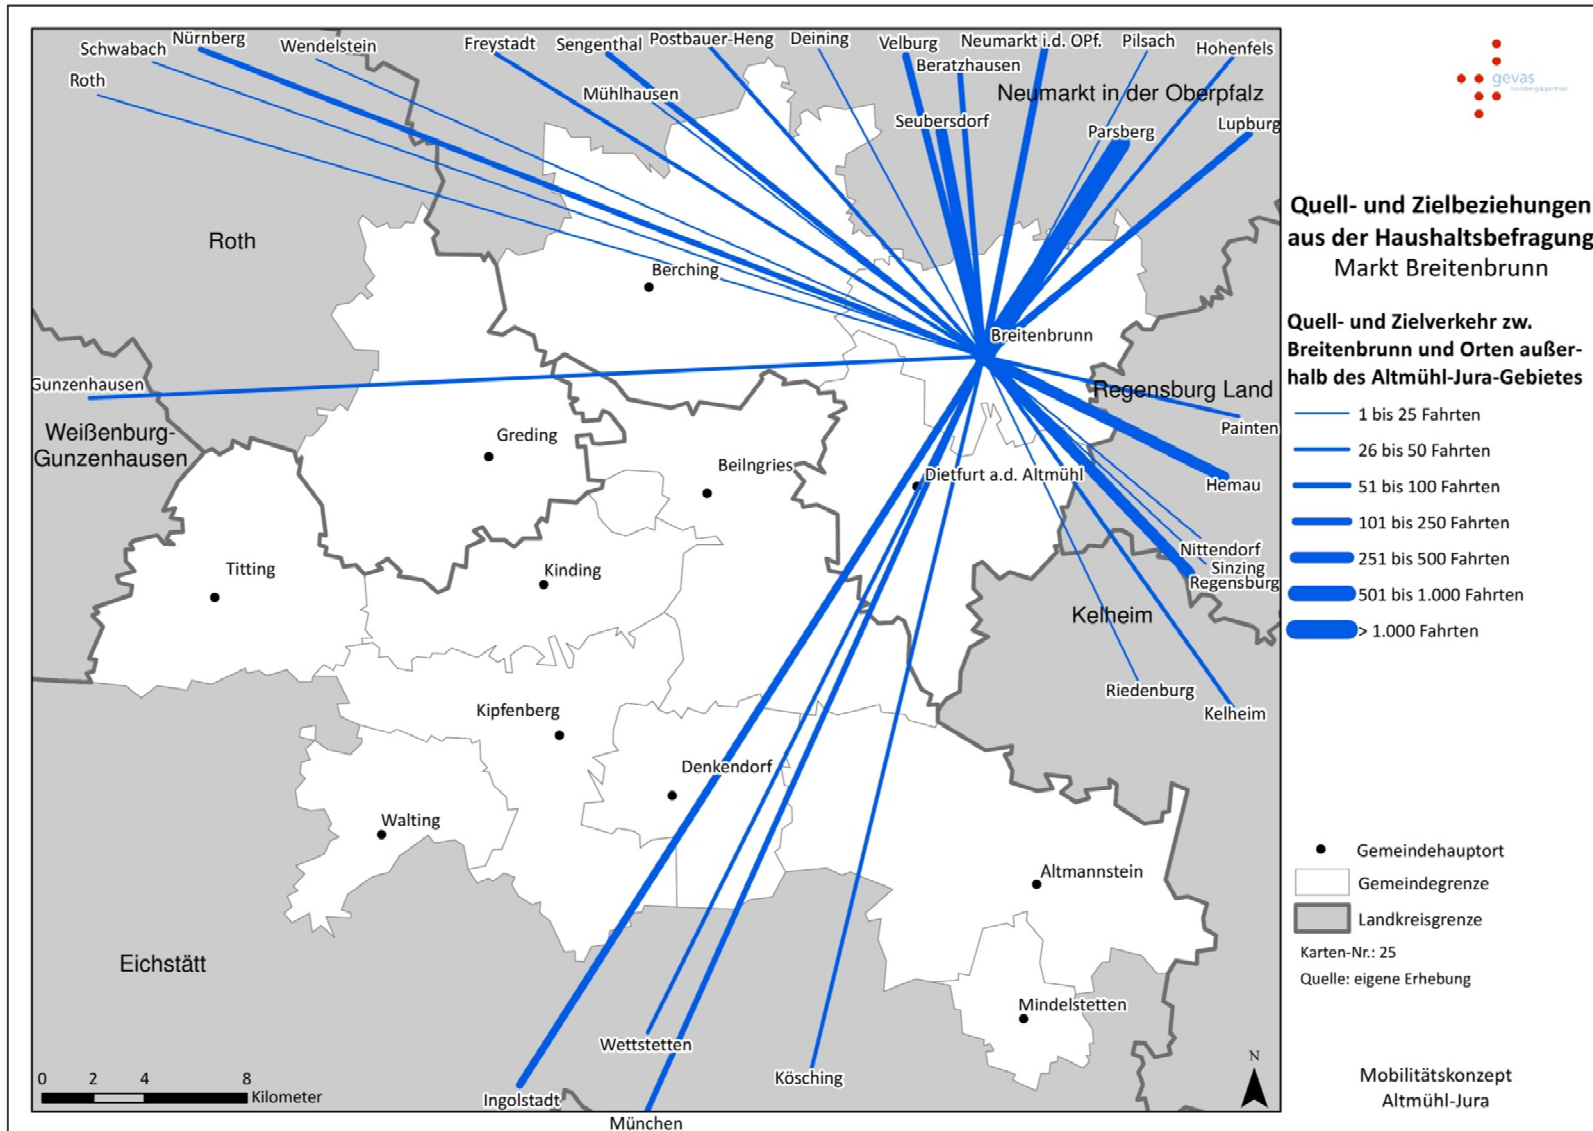 Schwabach
Nürnberg
Wendelstein
Roth
Freystadt
Sengenthal
Postbauer-Heng
Mühlhausen
Deining
Velburg
Beratzhausen
Neumarkt i.d. OPf.
Pilsach
Hohenfels
Neumarkt in der Oberpfalz
Seubersdorf
Parsberg
Lupburg
Roth
Berching
Breitenbrunn
Gunzenhausen
Weißenburg-
Gunzenhausen
Regensburg Land
Painten
Greding
Beilngries
Dietfurt a.d. Altmühl
Hemau
Titting
Kinding
Nittendorf
Sinzing
Regensburg
Kelheim
Riedenburg
Kelheim
Kipfenberg
Denkendorf
Walting
Altmannstein
Eichstätt
Mindelstetten
Wettstetten
Kösching
Ingolstadt
München
0 2 4 8
Kilometer
N
gevas
Quell- und Zielbeziehungen
aus der Haushaltsbefragung
Markt Breitenbrunn
Quell- und Zielverkehr zw.
Breitenbrunn und Orten außer-
halb des Altmühl-Jura-Gebietes
1 bis 25 Fahrten
26 bis 50 Fahrten
51 bis 100 Fahrten
101 bis 250 Fahrten
251 bis 500 Fahrten
501 bis 1.000 Fahrten
> 1.000 Fahrten
Gemeindehauptort
Gemeindegrenze
Landkreisgrenze
Karten-Nr.: 25
Quelle: eigene Erhebung
Mobilitätskonzept
Altmühl-Jura